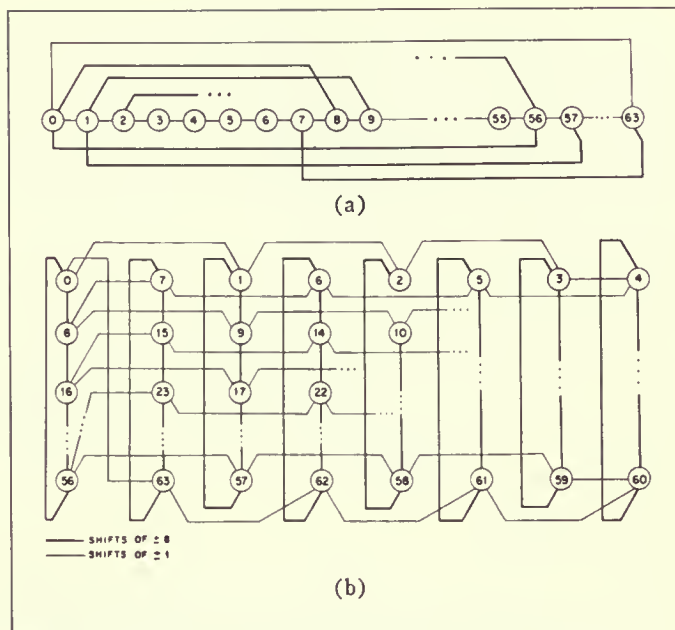 ...
...
0 1 2 3 4 5 6 7 8 9 ... 55 56 57 ... 63
(a)
0 7 1 6 2 5 3 4
8 15 9 14 10 ...
...
16 23 17 ... 22 ...
56 63 57 62 58 61 59 60
SHIFTS OF ± 8
SHIFTS OF ± 1
(b)